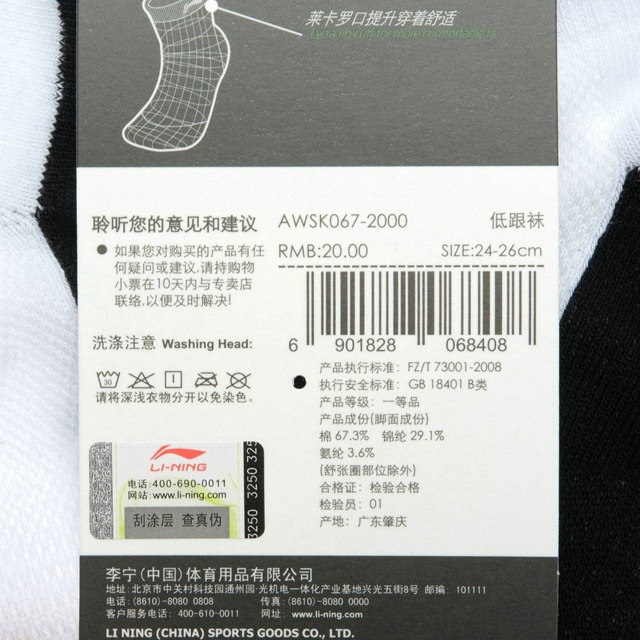 莱卡罗口提升穿着舒适
Lycra rib cuff for more comfortable fit
聆听您的意见和建议
如果您对购买的产品有任
何疑问或建议,请持购物
小票在10天内与专卖店
联络,以便及时解决!
洗涤注意 Washing Head:
30
请将深浅衣物分开以免染色。
LI-NING
电话:400-690-0011
网站:www.li-ning.com
刮涂层 查真伪
3250 3250 325
AWSK067-2000 低跟袜
RMB:20.00 SIZE:24-26cm
6 901828 068408
产品执行标准: FZ/T 73001-2008
执行安全标准: GB 18401 B类
产品等级: 一等品
产品成份(脚面成份)
棉 67.3% 锦纶 29.1%
氨纶 3.6%
(舒张圈部位除外)
合格证: 检验合格
检验员: 01
产地: 广东肇庆
李宁(中国)体育用品有限公司
地址:北京市中关村科技园通州园·光机电一体化产业基地兴光五街8号 邮编: 101111
电话: (8610)-8080 0808 传真: (8610)-8080 0000
客户服务电话: 400-610-0011 网址: www.li-ning.com
LI NING (CHINA) SPORTS GOODS CO., LTD.